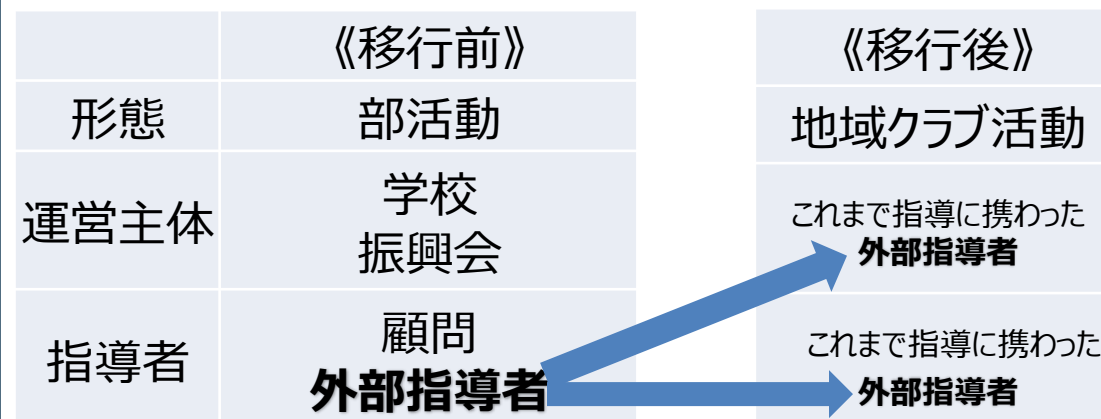 《移行前》 《移行後》
形態 部活動 地域クラブ活動
運営主体 学校
振興会
これまで指導に携わった
外部指導者
指導者 顧問
外部指導者
これまで指導に携わった
外部指導者